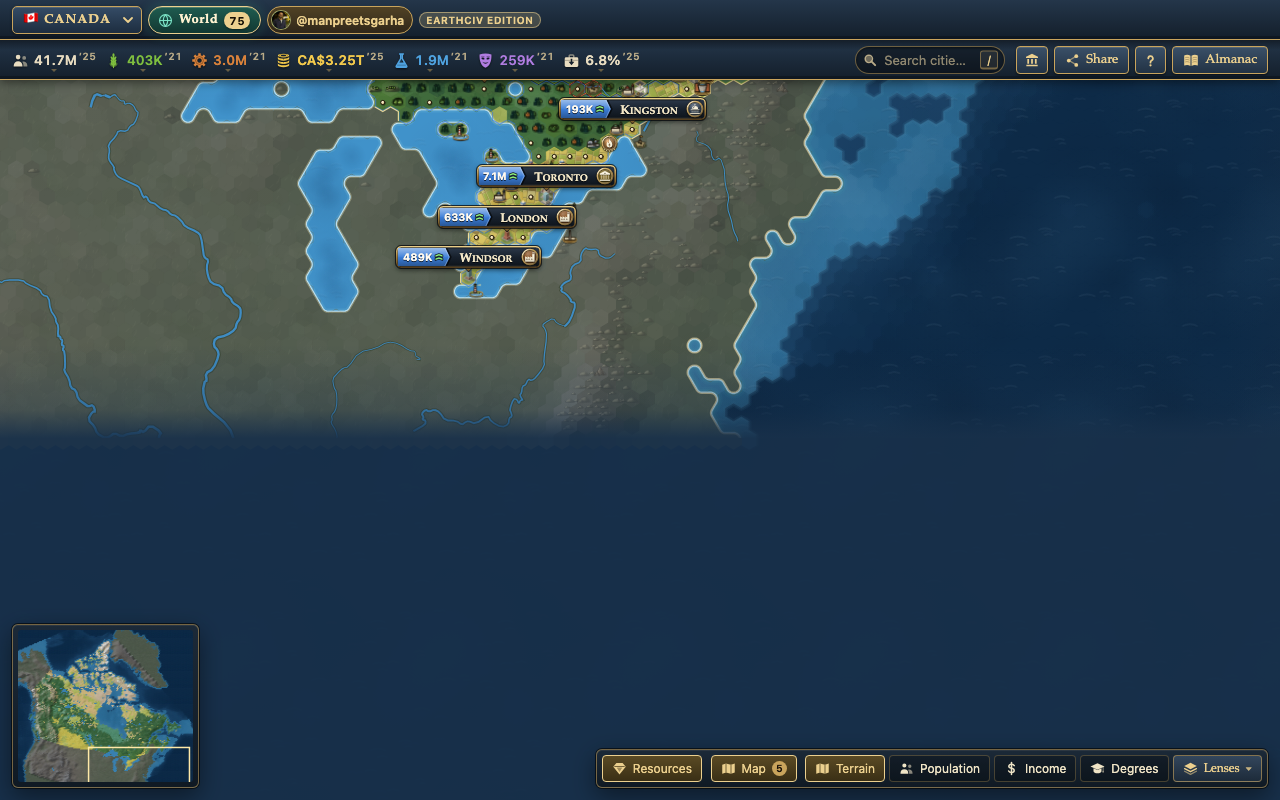 CANADA World 75 @manpreetsgarha EARTHCIV EDITION
41.7M '25 403K '21 3.0M '21 CA$3.25T '25 1.9M '21 259K '21 6.8% '25 Search citie... / Share ? Almanac
193K KINGSTON
7.1M TORONTO
633K LONDON
489K WINDSOR
Resources Map 5 Terrain Population $ Income Degrees Lenses